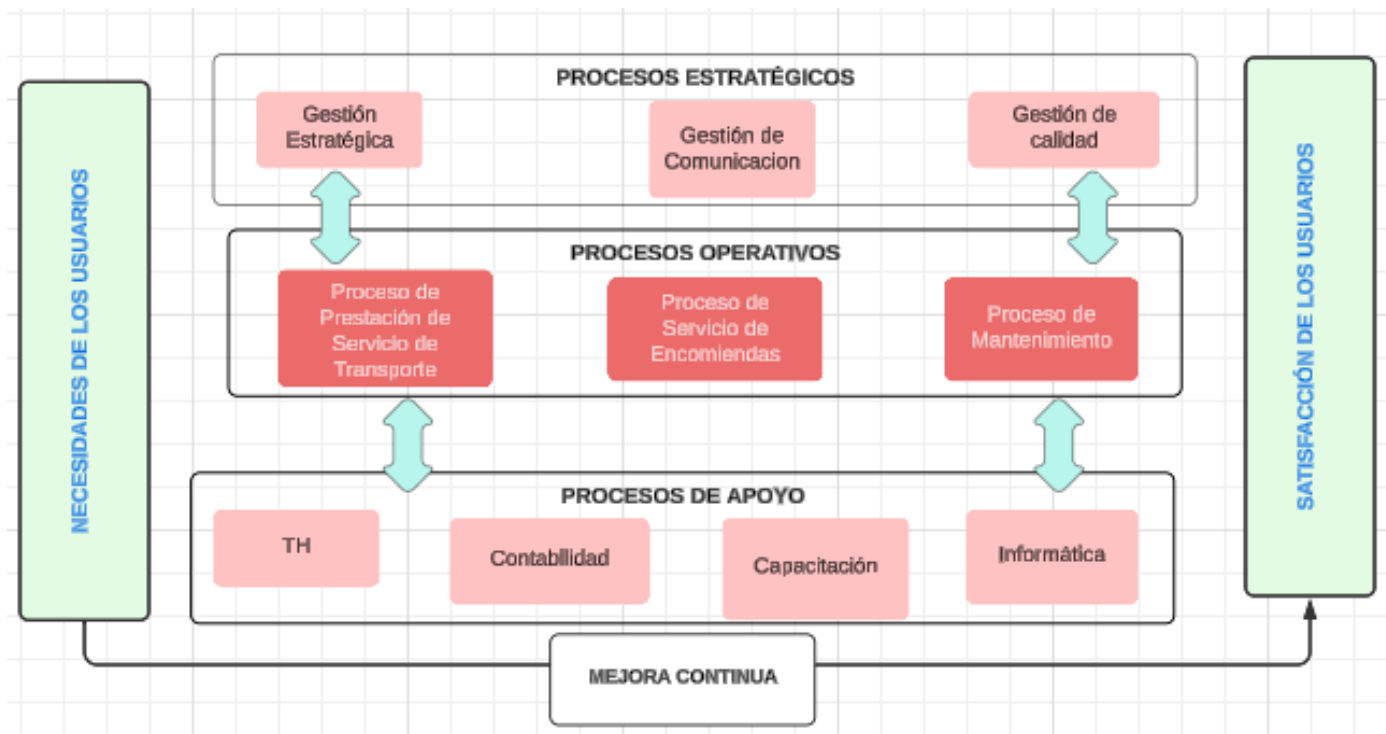 PROCESOS ESTRATÉGICOS
Gestión
Estratégica
Gestión de
Comunicacion
Gestión de
calidad
NECESIDADES DE LOS USUARIOS
PROCESOS OPERATIVOS
Proceso de
Prestación de
Servicio de
Transporte
Proceso de
Servicio de
Encomiendas
Proceso de
Mantenimiento
SATISFACCIÓN DE LOS USUARIOS
PROCESOS DE APOYO
TH
Contabilidad
Capacitación
Informática
MEJORA CONTINUA